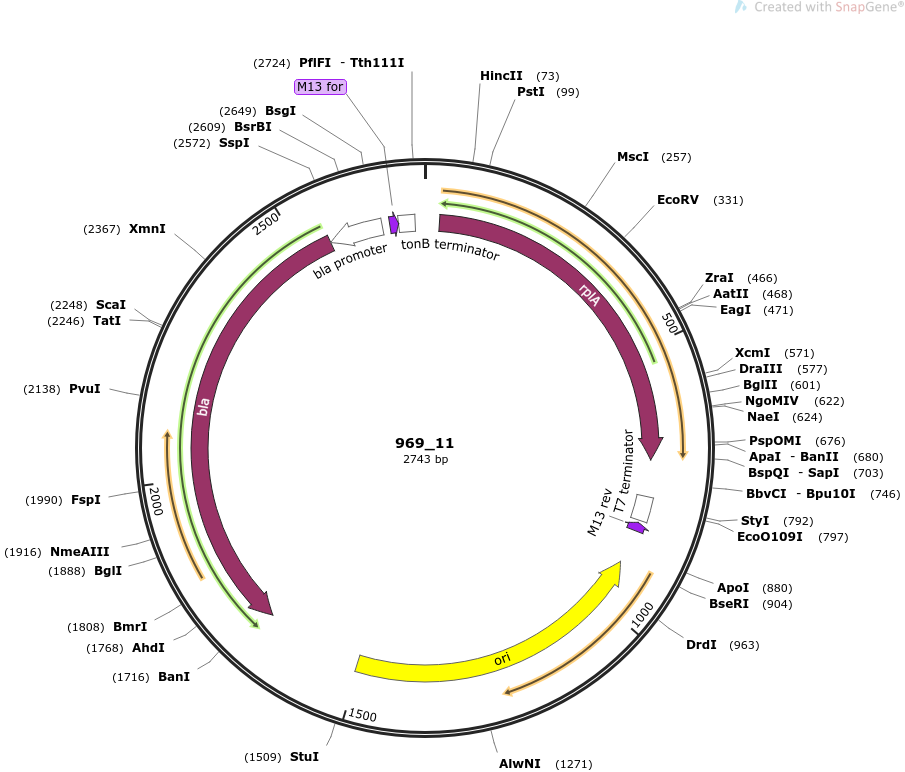 Created with SnapGene®
(2724) PflFI - Tth111I
M13 for
(2649) BsgI
(2609) BsrBI
(2572) SspI
HincII (73)
PstI (99)
MscI (257)
EcoRV (331)
ZraI (466)
AatII (468)
EagI (471)
XcmI (571)
DraIII (577)
BglII (601)
NgoMIV (622)
NaeI (624)
PspOMI (676)
ApaI - BanII (680)
BspQI - SapI (703)
BbvCI - Bpu10I (746)
StyI (792)
EcoO109I (797)
ApoI (880)
BseRI (904)
DrdI (963)
AlwNI (1271)
(1509) StuI
(1716) BanI
(1768) AhdI
(1808) BmrI
(1888) BglI
(1916) NmeAIII
(1990) FspI
(2138) PvuI
(2246) TatI
(2248) ScaI
(2367) XmnI
2500
500
1000
1500
2000
bla promoter
tonB terminator
rplA
bla
T7 terminator
M13 rev
ori
969_11
2743 bp